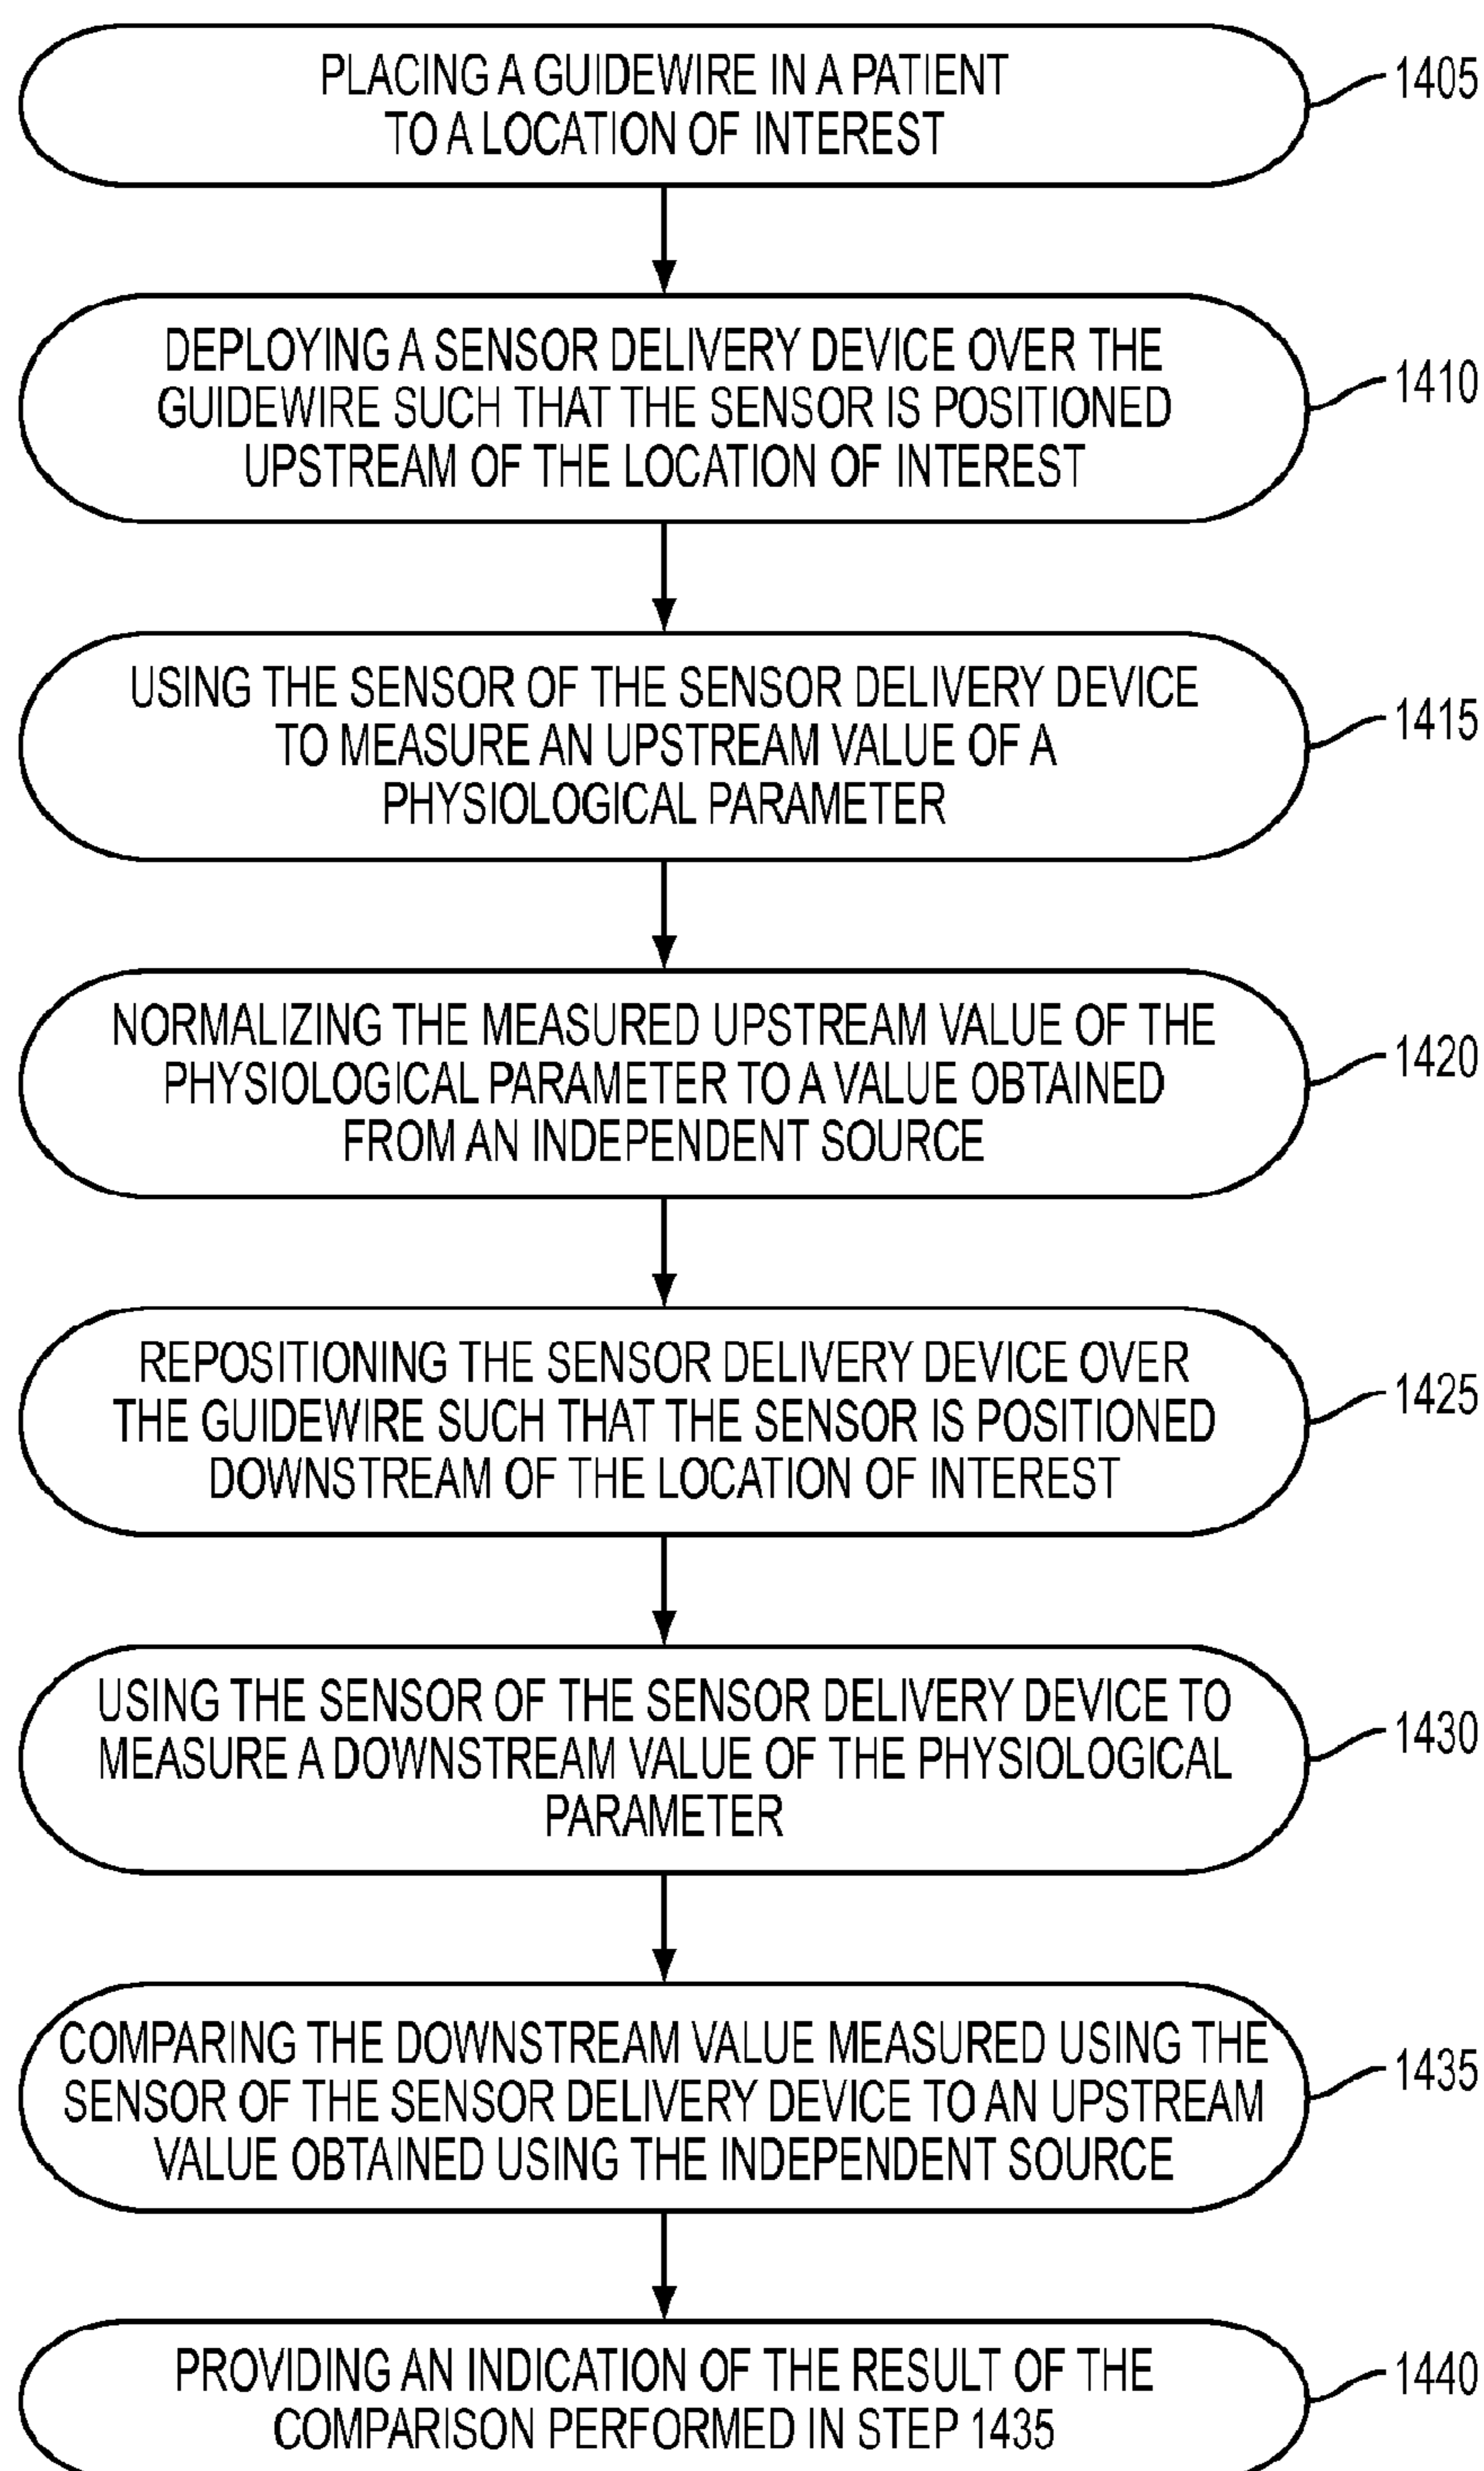 PLACING A GUIDEWIRE IN A PATIENT
TO A LOCATION OF INTEREST
1405
DEPLOYING A SENSOR DELIVERY DEVICE OVER THE
GUIDEWIRE SUCH THAT THE SENSOR IS POSITIONED
UPSTREAM OF THE LOCATION OF INTEREST
1410
USING THE SENSOR OF THE SENSOR DELIVERY DEVICE
TO MEASURE AN UPSTREAM VALUE OF A
PHYSIOLOGICAL PARAMETER
1415
NORMALIZING THE MEASURED UPSTREAM VALUE OF THE
PHYSIOLOGICAL PARAMETER TO A VALUE OBTAINED
FROM AN INDEPENDENT SOURCE
1420
REPOSITIONING THE SENSOR DELIVERY DEVICE OVER
THE GUIDEWIRE SUCH THAT THE SENSOR IS POSITIONED
DOWNSTREAM OF THE LOCATION OF INTEREST
1425
USING THE SENSOR OF THE SENSOR DELIVERY DEVICE TO
MEASURE A DOWNSTREAM VALUE OF THE PHYSIOLOGICAL
PARAMETER
1430
COMPARING THE DOWNSTREAM VALUE MEASURED USING THE
SENSOR OF THE SENSOR DELIVERY DEVICE TO AN UPSTREAM
VALUE OBTAINED USING THE INDEPENDENT SOURCE
1435
PROVIDING AN INDICATION OF THE RESULT OF THE
COMPARISON PERFORMED IN STEP 1435
1440